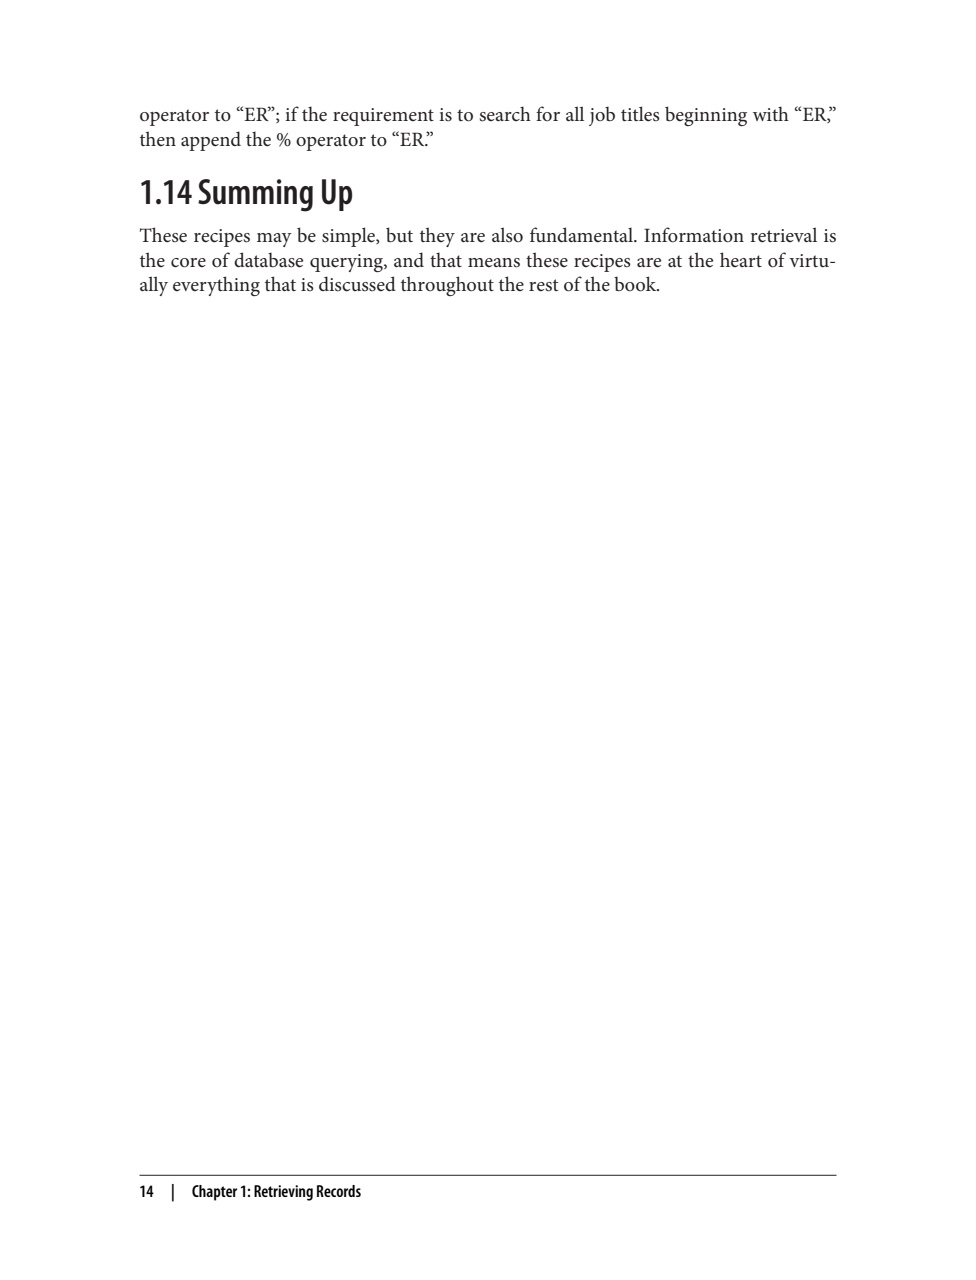 operator to “ER”; if the requirement is to search for all job titles beginning with “ER,”
then append the % operator to “ER.”
1.14 Summing Up
These recipes may be simple, but they are also fundamental. Information retrieval is
the core of database querying, and that means these recipes are at the heart of virtu-
ally everything that is discussed throughout the rest of the book.
14 | Chapter 1: Retrieving Records